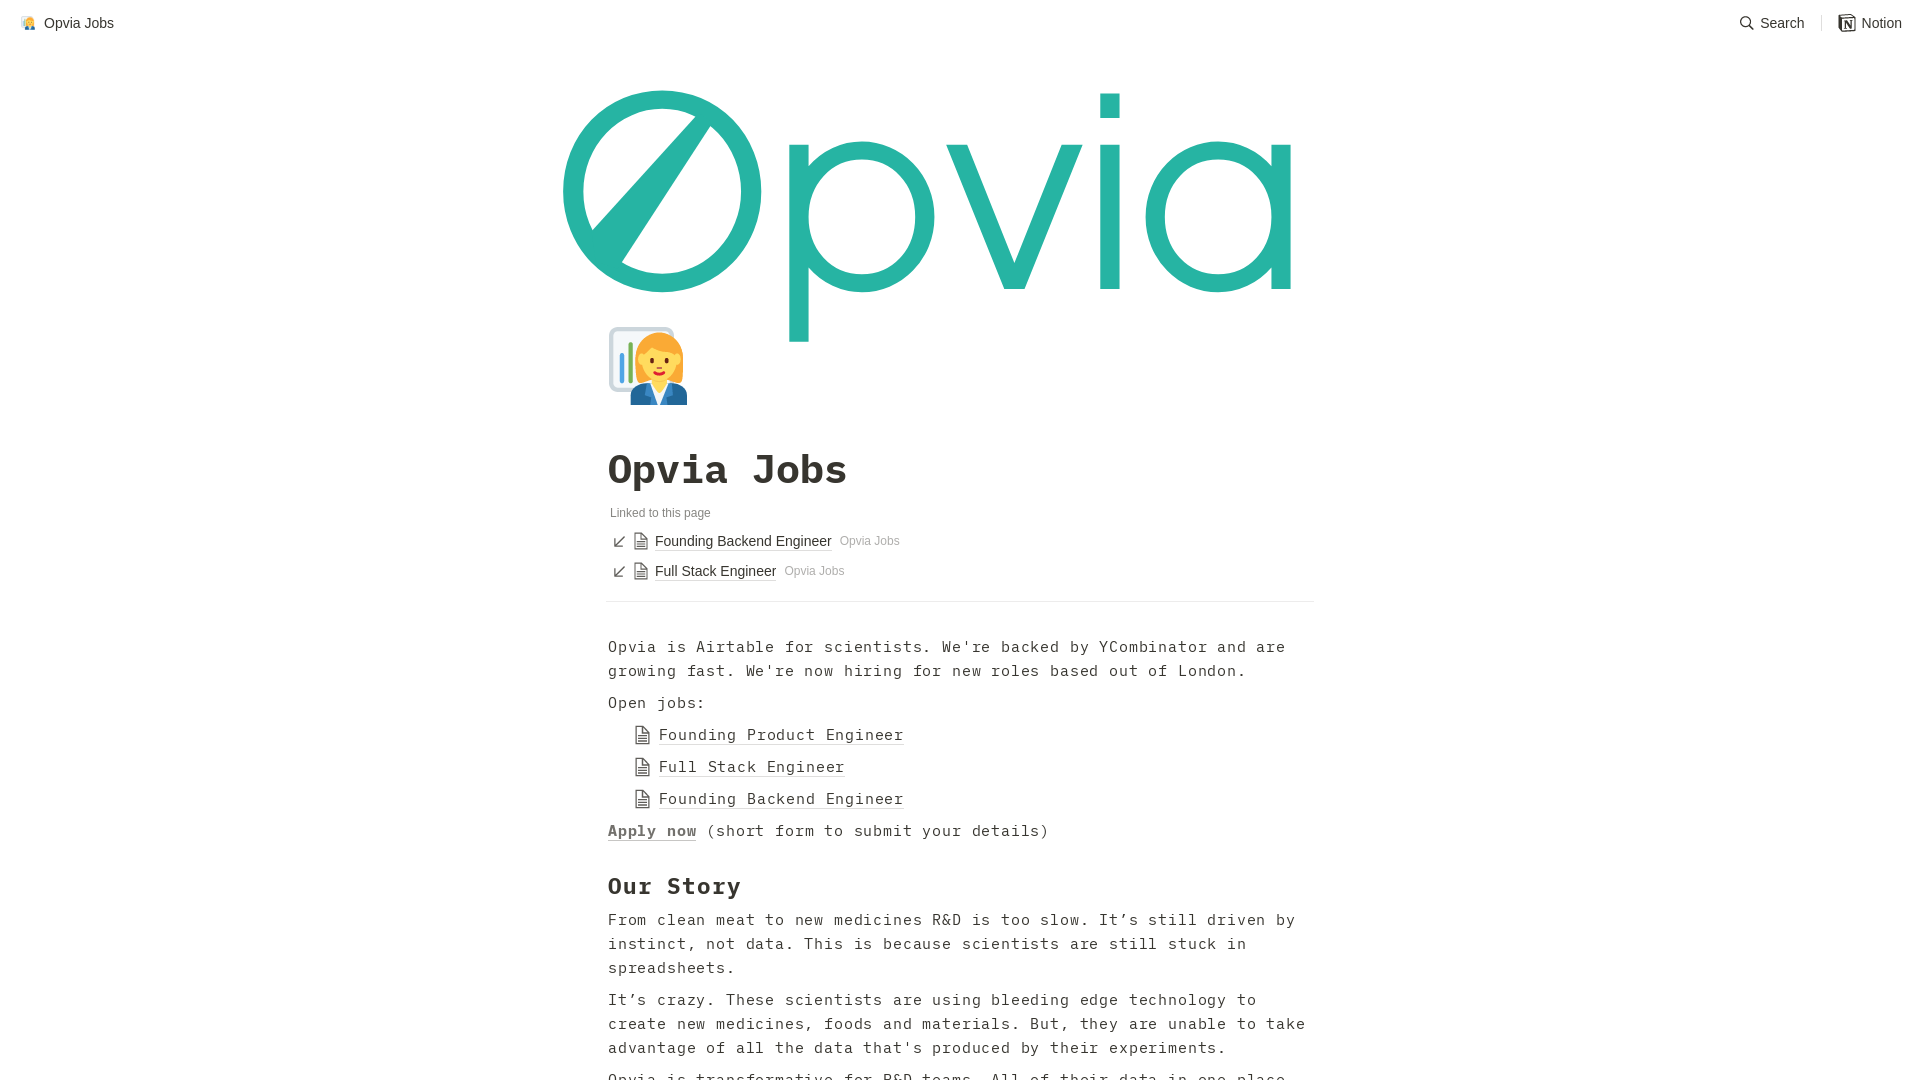 Opvia Jobs
Search
Notion
Opvia
Opvia Jobs
Linked to this page
Founding Backend Engineer Opvia Jobs
Full Stack Engineer Opvia Jobs
Opvia is Airtable for scientists. We're backed by YCombinator and are
growing fast. We're now hiring for new roles based out of London.
Open jobs:
Founding Product Engineer
Full Stack Engineer
Founding Backend Engineer
Apply now (short form to submit your details)
Our Story
From clean meat to new medicines R&D is too slow. It’s still driven by
instinct, not data. This is because scientists are still stuck in
spreadsheets.
It’s crazy. These scientists are using bleeding edge technology to
create new medicines, foods and materials. But, they are unable to take
advantage of all the data that's produced by their experiments.
Opvia is transformative for R&D teams. All of their data in one place